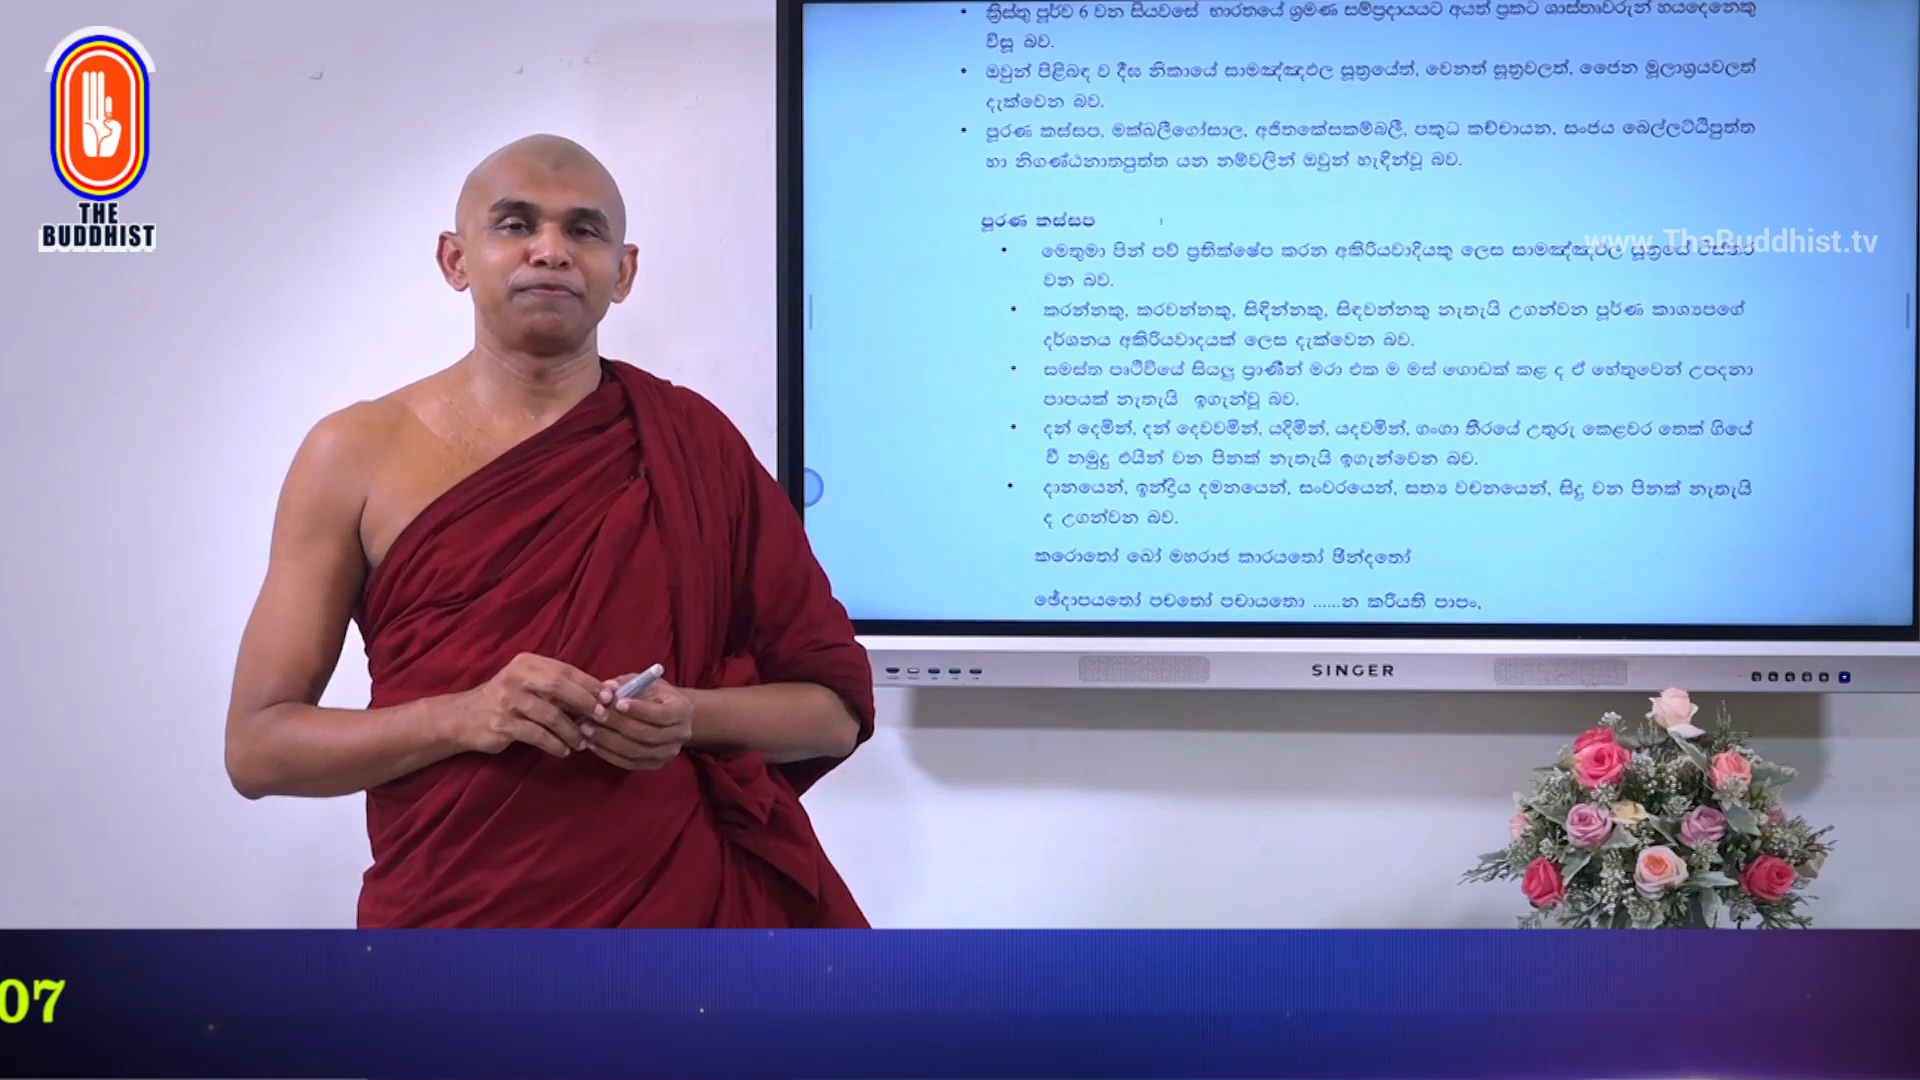 THE
BUDDHIST
ක්‍රිස්තු පූර්ව 6 වන සියවසේ භාරතයේ ශ්‍රමණ සම්ප්‍රදායයට අයත් ප්‍රකට ශාස්තෘවරුන් හයදෙනෙකු
විසූ බව.
ඔවුන් පිළිබඳ ව දීඝ නිකායේ සාමඤ්ඤඵල සූත්‍රයේත්, වෙනත් සූත්‍රවලත්, ජෛන මූලාශ්‍රයවලත්
දැක්වෙන බව.
පූරණ කස්සප, මක්ඛලීගෝසාල, අජිතකේසකම්බලී, පකුධ කච්චායන, සංජය බෙල්ලට්ඨිපුත්ත
හා නිගණ්ඨනාතපුත්ත යන නම්වලින් ඔවුන් හැඳින්වූ බව.
පූරණ කස්සප
www.TheBuddhist.tv
මෙතුමා පින් පව් ප්‍රතික්ෂේප කරන අකිරියවාදියකු ලෙස සාමඤ්ඤඵල සූත්‍රයේ විස්තර
වන බව.
කරන්නකු, කරවන්නකු, සිඳින්නකු, සිඳවන්නකු නැතැයි උගන්වන පූර්ණ කාශ්‍යපගේ
දර්ශනය අකිරියවාදයක් ලෙස දැක්වෙන බව.
සමස්ත පෘථිවියේ සියලු ප්‍රාණීන් මරා එක ම මස් ගොඩක් කළ ද ඒ හේතුවෙන් උපදනා
පාපයක් නැතැයි ඉගැන්වූ බව.
දන් දෙමින්, දන් දෙවවමින්, යදිමින්, යදවමින්, ගංගා තීරයේ උතුරු කෙළවර තෙක් ගියේ
වී නමුදු එයින් වන පිනක් නැතැයි ඉගැන්වෙන බව.
දානයෙන්, ඉන්ද්‍රිය දමනයෙන්, සංවරයෙන්, සත්‍ය වචනයෙන්, සිදු වන පිනක් නැතැයි
ද උගන්වන බව.
කරොතෝ ඛෝ මහරාජ කාරයතෝ ඡින්දතෝ
ඡේදාපයතෝ පචතෝ පචායතො ......න කරියති පාපං,
SINGER
07